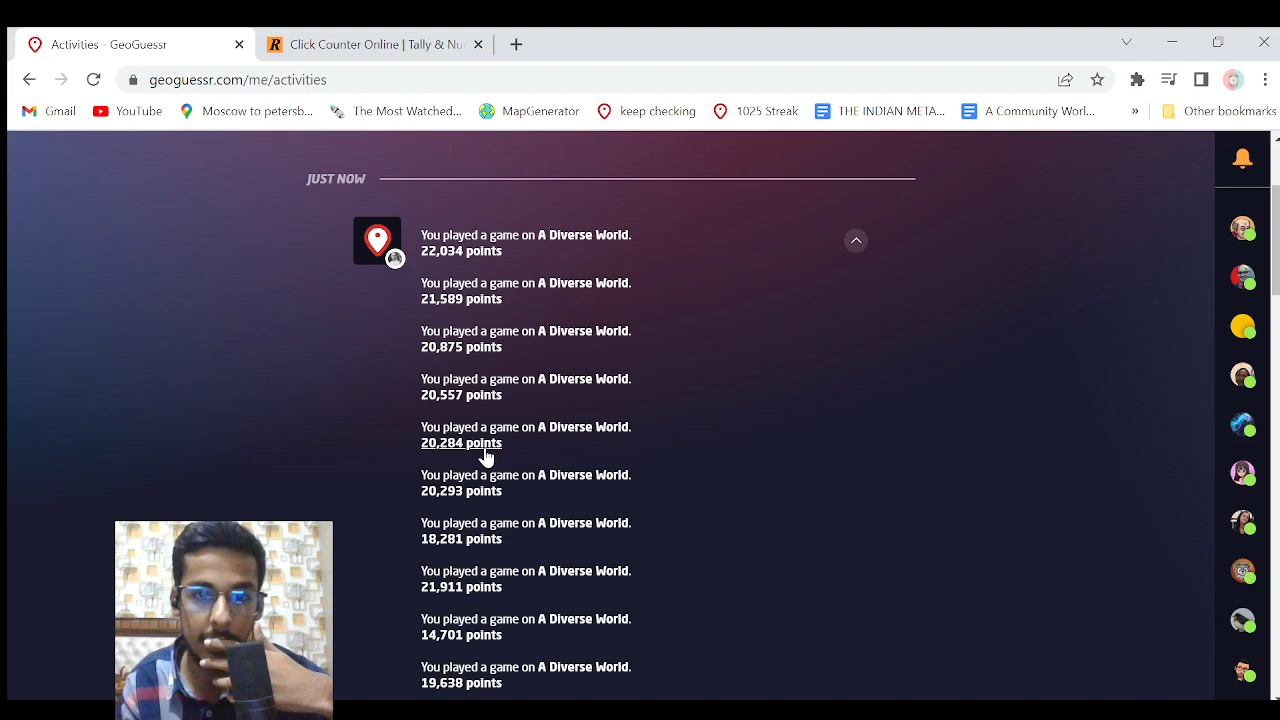 Activities - GeoGuessr
Click Counter Online | Tally & Nu
geoguessr.com/me/activities
Gmail
YouTube
Moscow to petersb...
The Most Watched...
MapGenerator
keep checking
1025 Streak
THE INDIAN META...
A Community Worl...
»
Other bookmarks
JUST NOW
You played a game on A Diverse World.
22,034 points
You played a game on A Diverse World.
21,589 points
You played a game on A Diverse World.
20,875 points
You played a game on A Diverse World.
20,557 points
You played a game on A Diverse World.
20,284 points
You played a game on A Diverse World.
20,293 points
You played a game on A Diverse World.
18,281 points
You played a game on A Diverse World.
21,911 points
You played a game on A Diverse World.
14,701 points
You played a game on A Diverse World.
19,638 points